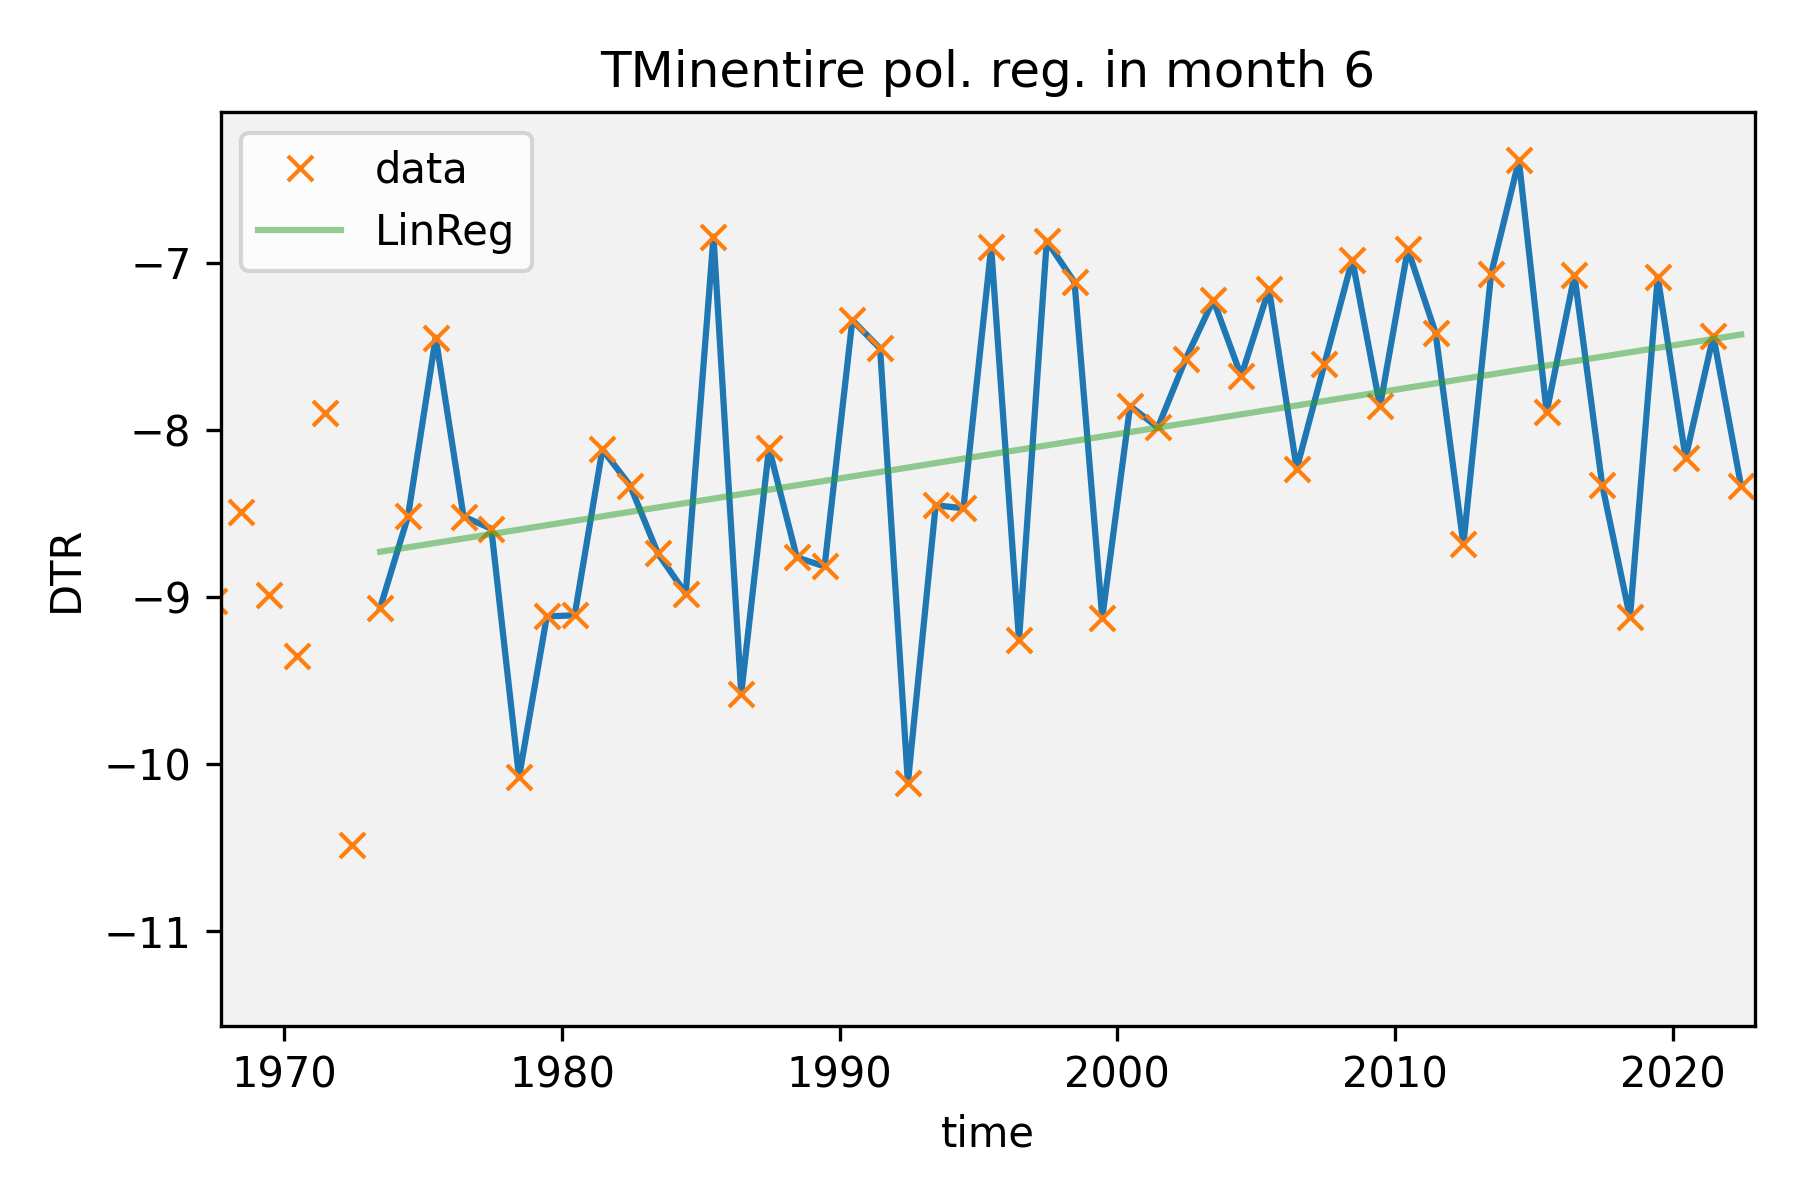 TMinentire pol. reg. in month 6
data
LinReg
DTR
−7
−8
−9
−10
−11
1970 1980 1990 2000 2010 2020
time